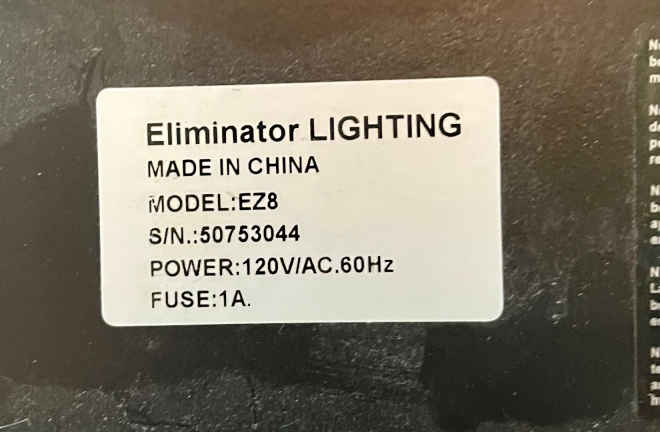 Eliminator LIGHTING
MADE IN CHINA
MODEL:EZ8
S/N.:50753044
POWER:120V/AC.60Hz
FUSE:1A.